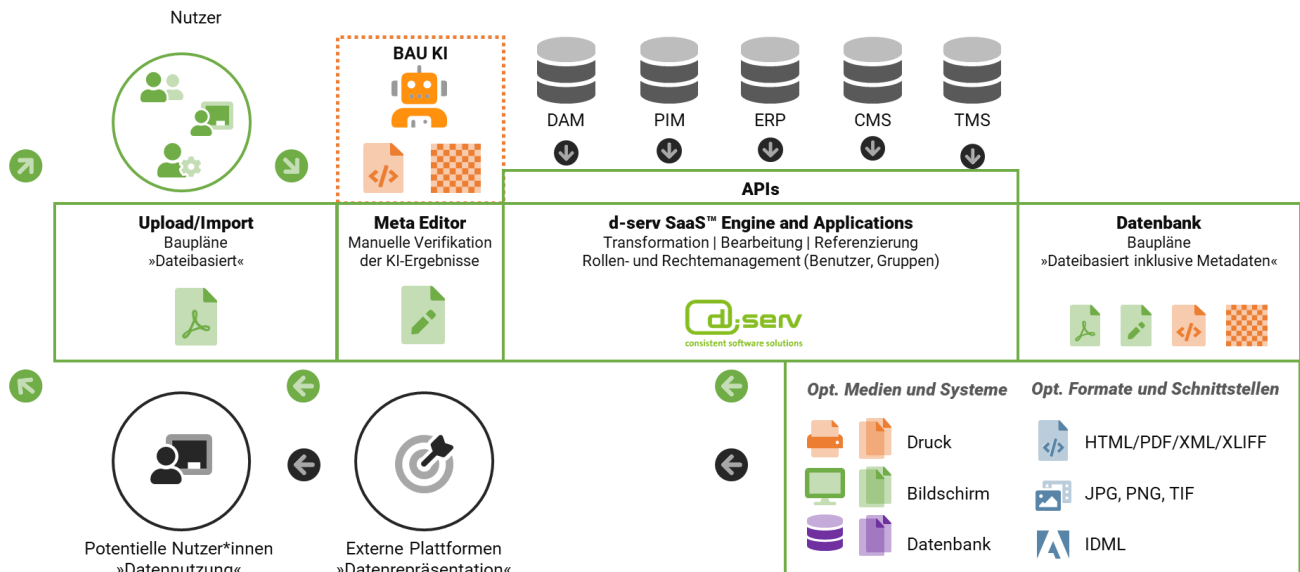 Nutzer
BAU KI
DAM
PIM
ERP
CMS
TMS
APIs
Upload/Import
Baupläne
»Dateibasiert«
Meta Editor
Manuelle Verifikation
der KI-Ergebnisse
d-serv SaaS™ Engine and Applications
Transformation | Bearbeitung | Referenzierung
Rollen- und Rechtemanagement (Benutzer, Gruppen)
d-serv
consistent software solutions
Datenbank
Baupläne
»Dateibasiert inklusive Metadaten«
Opt. Medien und Systeme
Druck
Bildschirm
Datenbank
Opt. Formate und Schnittstellen
HTML/PDF/XML/XLIFF
JPG, PNG, TIF
IDML
Potentielle Nutzer*innen
»Datennutzung«
Externe Plattformen
»Datenrepräsentation«